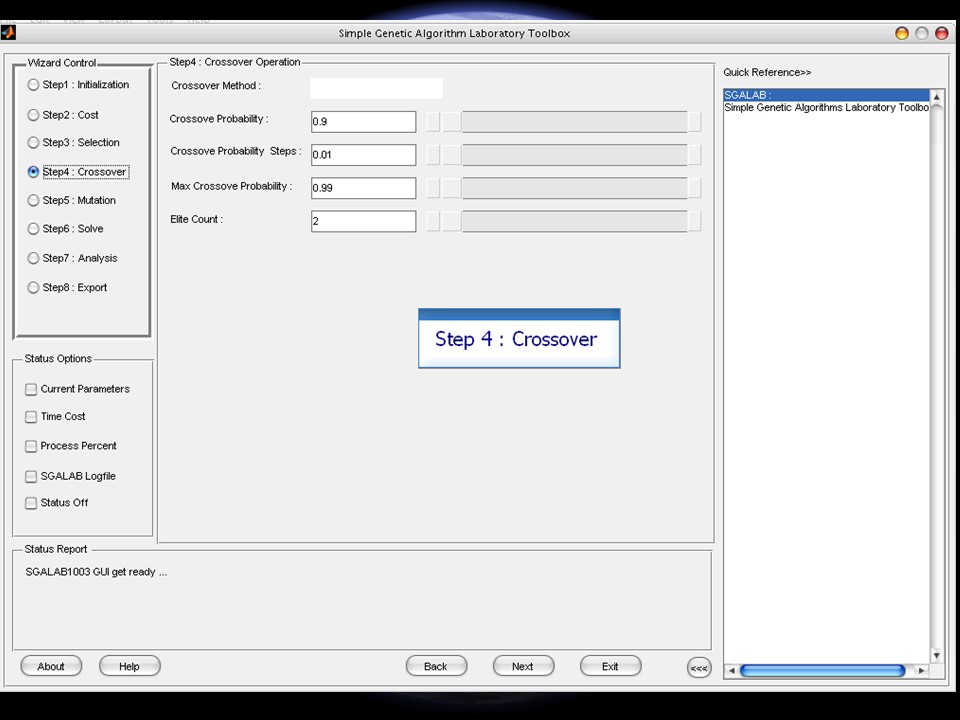 Simple Genetic Algorithm Laboratory Toolbox
Wizard Control
Step1 : Initialization
Step2 : Cost
Step3 : Selection
Step4 : Crossover
Step5 : Mutation
Step6 : Solve
Step7 : Analysis
Step8 : Export
Status Options
Current Parameters
Time Cost
Process Percent
SGALAB Logfile
Status Off
Step4 : Crossover Operation
Crossover Method :
Crossove Probability :
0.9
Crossove Probability Steps :
0.01
Max Crossove Probability :
0.99
Elite Count :
2
Step 4 : Crossover
Quick Reference>>
SGALAB :
Simple Genetic Algorithms Laboratory Toolbo
Status Report
SGALAB1003 GUI get ready ...
About
Help
Back
Next
Exit
<<<